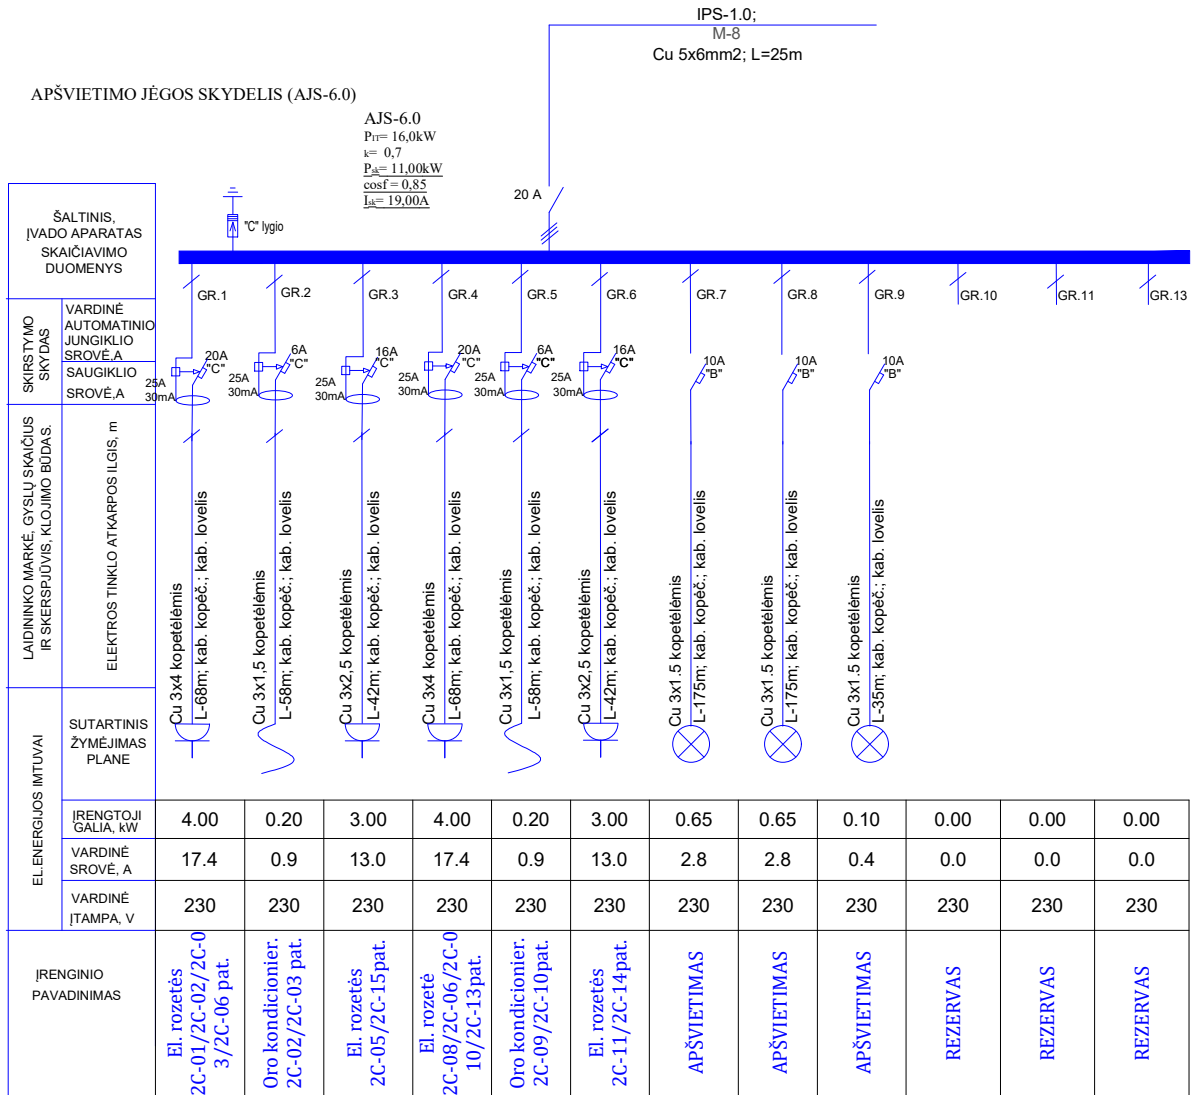 IPS-1.0;
M-8
Cu 5x6mm2; L=25m
APŠVIETIMO JĖGOS SKYDELIS (AJS-6.0)
AJS-6.0
PIT= 16,0kW
k= 0,7
Psk= 11,00kW
cosf = 0,85
Isk= 19,00A
20 A
"C" lygio
ŠALTINIS,
ĮVADO APARATAS
SKAIČIAVIMO
DUOMENYS
GR.1 GR.2 GR.3 GR.4 GR.5 GR.6 GR.7 GR.8 GR.9 GR.10 GR.11 GR.13
SKIRSTYMO
SKYDAS
VARDINĖ
AUTOMATINIO
JUNGIKLIO
SROVĖ,A
SAUGIKLIO
SROVĖ,A
20A
"C"
25A
30mA
6A
"C"
25A
30mA
16A
"C"
25A
30mA
20A
"C"
25A
30mA
6A
"C"
25A
30mA
16A
"C"
25A
30mA
10A
"B"
10A
"B"
10A
"B"
LAIDININKO MARKĖ, GYSLŲ SKAIČIUS
IR SKERSPJŪVIS, KLOJIMO BŪDAS.
ELEKTROS TINKLO ATKARPOS ILGIS, m
Cu 3x4 kopetėlėmis
L-68m; kab. kopėč.; kab. lovelis
Cu 3x1,5 kopetėlėmis
L-58m; kab. kopėč.; kab. lovelis
Cu 3x2,5 kopetėlėmis
L-42m; kab. kopėč.; kab. lovelis
Cu 3x4 kopetėlėmis
L-68m; kab. kopėč.; kab. lovelis
Cu 3x1,5 kopetėlėmis
L-58m; kab. kopėč.; kab. lovelis
Cu 3x2,5 kopetėlėmis
L-42m; kab. kopėč.; kab. lovelis
Cu 3x1.5 kopetėlėmis
L-175m; kab. kopėč.; kab. lovelis
Cu 3x1.5 kopetėlėmis
L-175m; kab. kopėč.; kab. lovelis
Cu 3x1.5 kopetėlėmis
L-35m; kab. kopėč.; kab. lovelis
EL.ENERGIJOS IMTUVAI
SUTARTINIS
ŽYMĖJIMAS
PLANE
ĮRENGTOJI
GALIA, kW
4.00 0.20 3.00 4.00 0.20 3.00 0.65 0.65 0.10 0.00 0.00 0.00
VARDINĖ
SROVĖ, A
17.4 0.9 13.0 17.4 0.9 13.0 2.8 2.8 0.4 0.0 0.0 0.0
VARDINĖ
ĮTAMPA, V
230 230 230 230 230 230 230 230 230 230 230 230
ĮRENGINIO
PAVADINIMAS
El. rozetės
2C-01/2C-02/2C-0
3/2C-06 pat.
Oro kondicionier.
2C-02/2C-03 pat.
El. rozetės
2C-05/2C-15pat.
El. rozetė
2C-08/2C-06/2C-0
10/2C-13pat.
Oro kondicionier.
2C-09/2C-10pat.
El. rozetės
2C-11/2C-14pat.
APŠVIETIMAS
APŠVIETIMAS
APŠVIETIMAS
REZERVAS
REZERVAS
REZERVAS